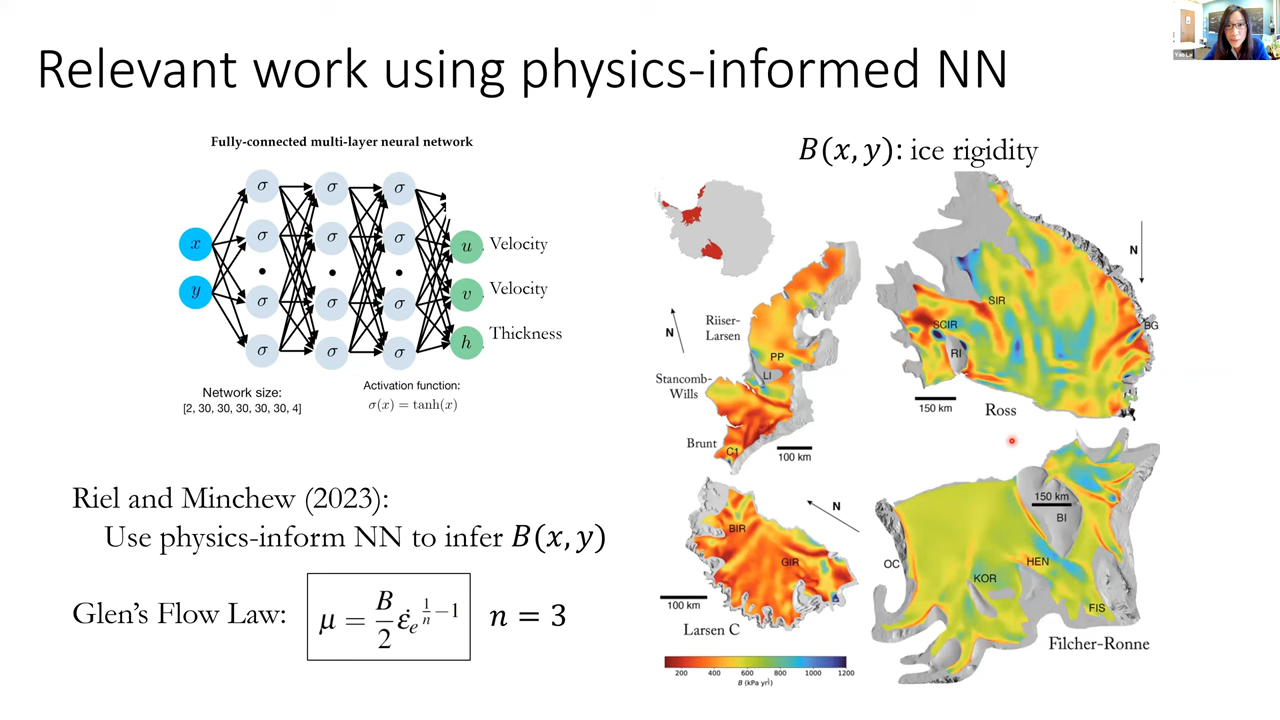 Relevant work using physics-informed NN
Fully-connected multi-layer neural network
x
y
σ σ σ
σ σ σ
σ σ σ
σ σ σ
u Velocity
v Velocity
h Thickness
Network size:
[2, 30, 30, 30, 30, 30, 4]
Activation function:
σ(x) = tanh(x)
Riel and Minchew (2023):
Use physics-inform NN to infer B(x, y)
Glen's Flow Law: μ = B/2 ε̇ₑ^(1/n −1) n = 3
B(x, y): ice rigidity
N
Riiser-
Larsen
PP
LI
Stancomb-
Wills
Brunt
C1
100 km
N
SIR
SCIR
RI
BG
150 km
Ross
N
BIR
GIR
100 km
Larsen C
150 km
BI
OC
HEN
KOR
FIS
Filcher-Ronne
200 400 600 800 1000 1200